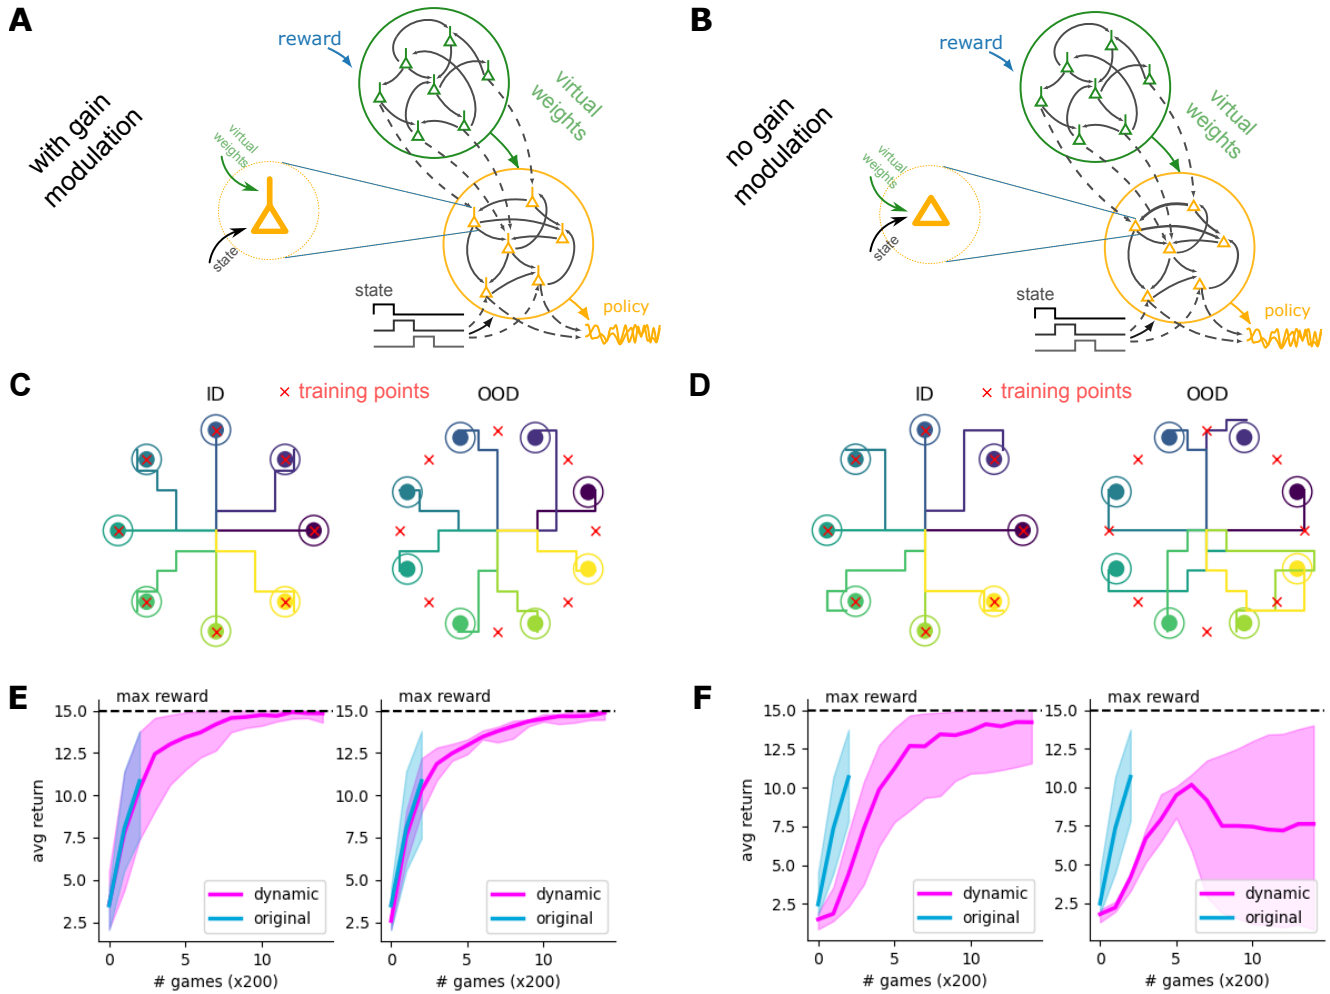 A
B
reward
reward
with gain
modulation
no gain
modulation
virtual
weights
virtual
weights
virtual
weights
virtual
weights
state
state
state
state
policy
policy
C
D
ID
× training points
OOD
ID
× training points
OOD
E
F
max reward
max reward
max reward
max reward
avg return
15.0
12.5
10.0
7.5
5.0
2.5
dynamic
original
0
5
10
# games (x200)
15.0
12.5
10.0
7.5
5.0
2.5
dynamic
original
0
5
10
# games (x200)
avg return
15.0
12.5
10.0
7.5
5.0
2.5
dynamic
original
0
5
10
# games (x200)
15.0
12.5
10.0
7.5
5.0
2.5
dynamic
original
0
5
10
# games (x200)